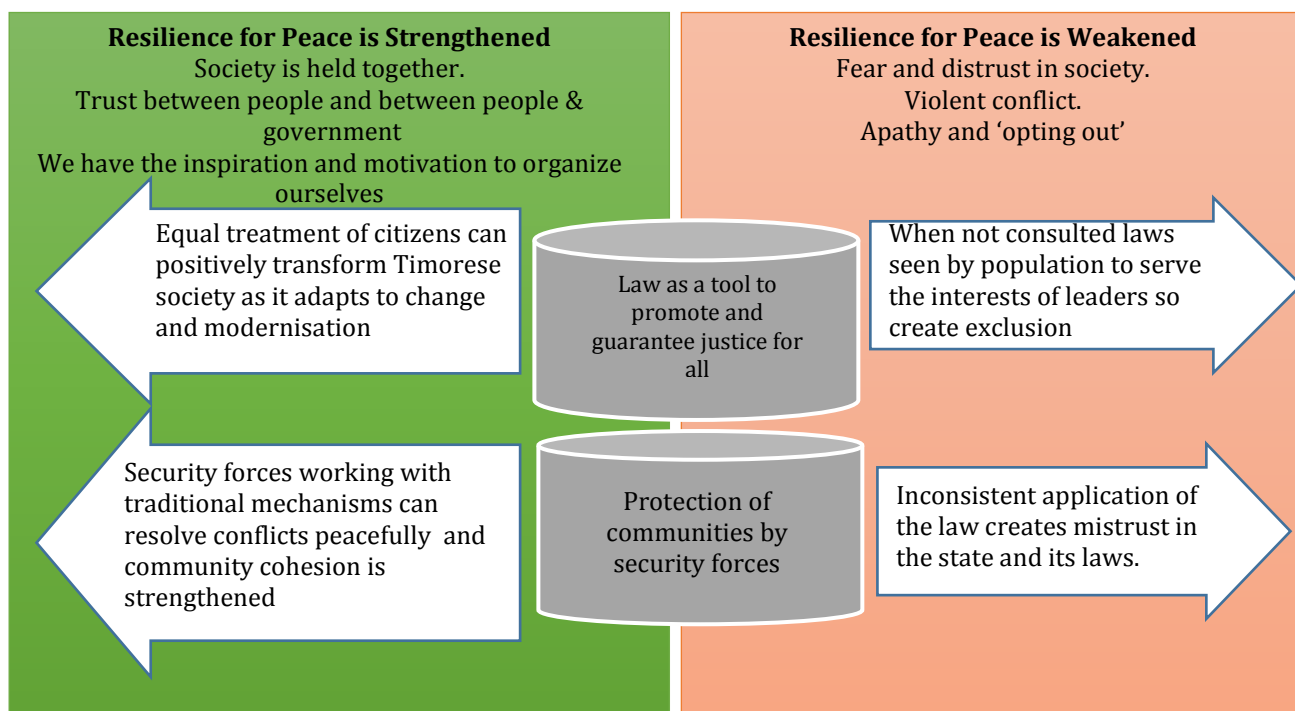 Resilience for Peace is Strengthened
Society is held together.
Trust between people and between people &
government
We have the inspiration and motivation to organize
ourselves
Resilience for Peace is Weakened
Fear and distrust in society.
Violent conflict.
Apathy and ‘opting out’
Equal treatment of citizens can
positively transform Timorese
society as it adapts to change
and modernisation
Law as a tool to
promote and
guarantee justice for
all
When not consulted laws
seen by population to serve
the interests of leaders so
create exclusion
Security forces working with
traditional mechanisms can
resolve conflicts peacefully and
community cohesion is
strengthened
Protection of
communities by
security forces
Inconsistent application of
the law creates mistrust in
the state and its laws.